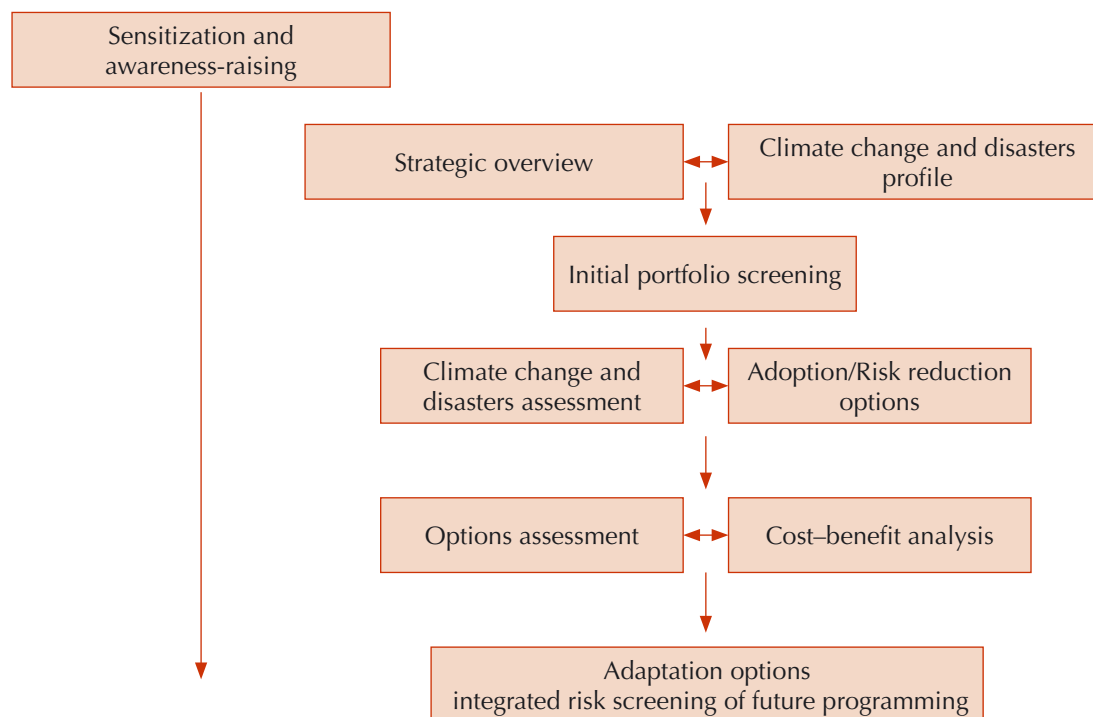 Sensitization and
awareness-raising
Strategic overview
Climate change and disasters
profile
Initial portfolio screening
Climate change and
disasters assessment
Adoption/Risk reduction
options
Options assessment
Cost–benefit analysis
Adaptation options
integrated risk screening of future programming